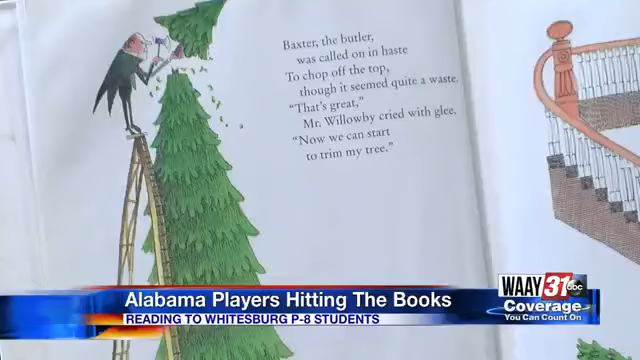 Baxter, the butler,
was called on in haste
To chop off the top,
though it seemed quite a waste.
"That's great,"
Mr. Willowby cried with glee.
"Now we can start
to trim my tree."
Alabama Players Hitting The Books
READING TO WHITESBURG P-8 STUDENTS
WAAY 31 abc
Coverage
You Can Count On